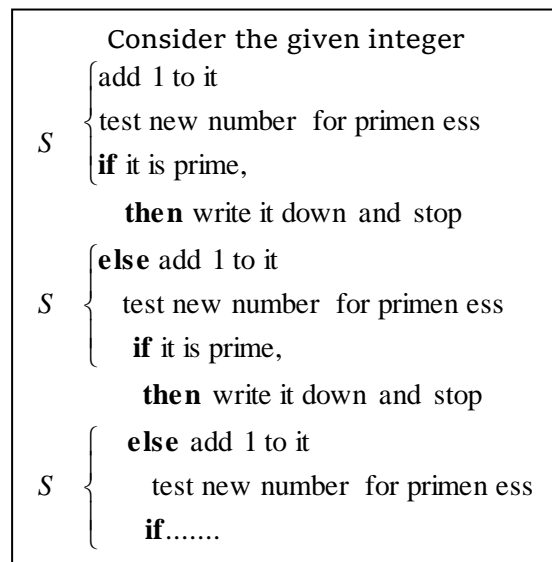 Consider the given integer
add 1 to it
S test new number for primen ess
if it is prime,
then write it down and stop
else add 1 to it
S test new number for primen ess
if it is prime,
then write it down and stop
else add 1 to it
S test new number for primen ess
if.......